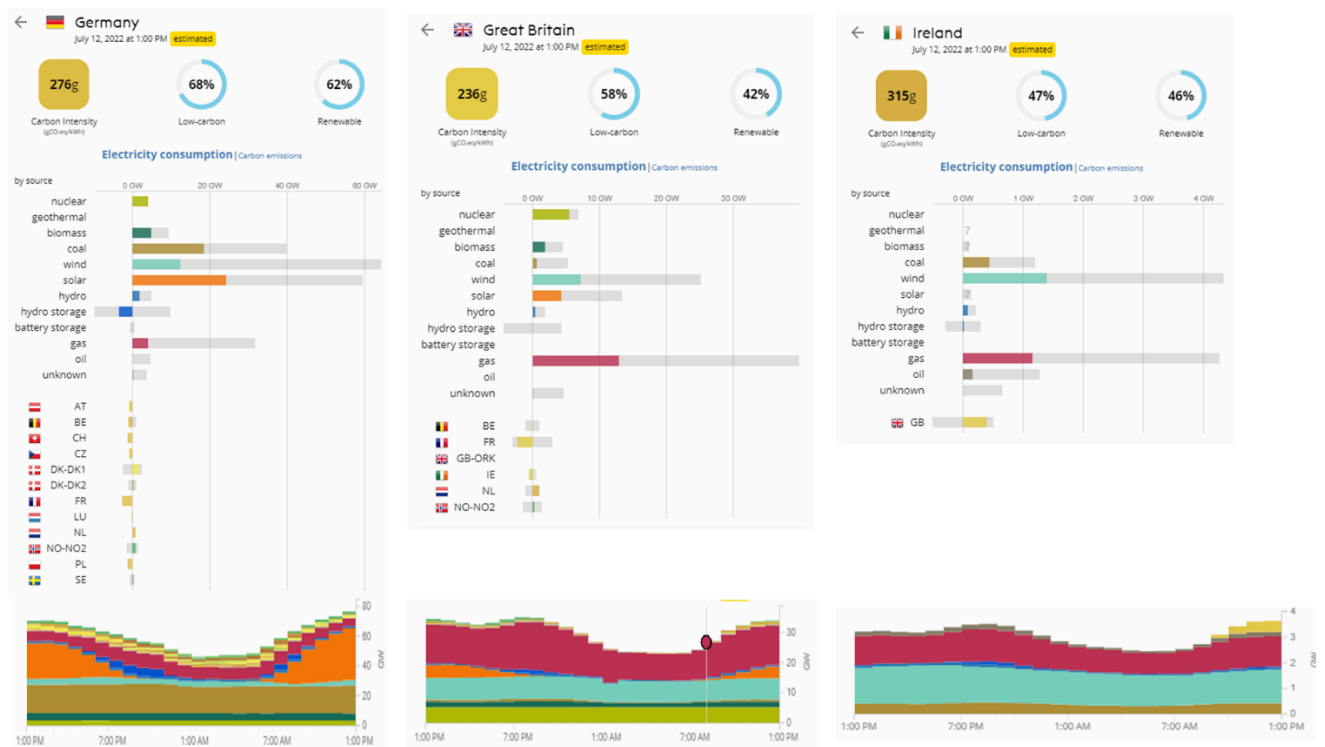 Germany
July 12, 2022 at 1:00 PM estimated
276g
68%
62%
Carbon Intensity
(gCO₂eq/kWh)
Low-carbon
Renewable
Electricity consumption | Carbon emissions
by source
0 GW 20 GW 40 GW 60 GW
nuclear
geothermal
biomass
coal
wind
solar
hydro
hydro storage
battery storage
gas
oil
unknown
AT
BE
CH
CZ
DK-DK1
DK-DK2
FR
LU
NL
NO-NO2
PL
SE
80
60
40
20
0
GW
1:00 PM 7:00 PM 1:00 AM 7:00 AM 1:00 PM
Great Britain
July 12, 2022 at 1:00 PM estimated
236g
58%
42%
Carbon Intensity
(gCO₂eq/kWh)
Low-carbon
Renewable
Electricity consumption | Carbon emissions
by source
0 GW 10 GW 20 GW 30 GW
nuclear
geothermal
biomass
coal
wind
solar
hydro
hydro storage
battery storage
gas
oil
unknown
BE
FR
GB-ORK
IE
NL
NO-NO2
30
20
10
0
GW
1:00 PM 7:00 PM 1:00 AM 7:00 AM 1:00 PM
Ireland
July 12, 2022 at 1:00 PM estimated
315g
47%
46%
Carbon Intensity
(gCO₂eq/kWh)
Low-carbon
Renewable
Electricity consumption | Carbon emissions
by source
0 GW 1 GW 2 GW 3 GW 4 GW
nuclear
geothermal ?
biomass ?
coal
wind
solar ?
hydro
hydro storage
battery storage
gas
oil
unknown
GB
4
3
2
1
0
GW
1:00 PM 7:00 PM 1:00 AM 7:00 AM 1:00 PM